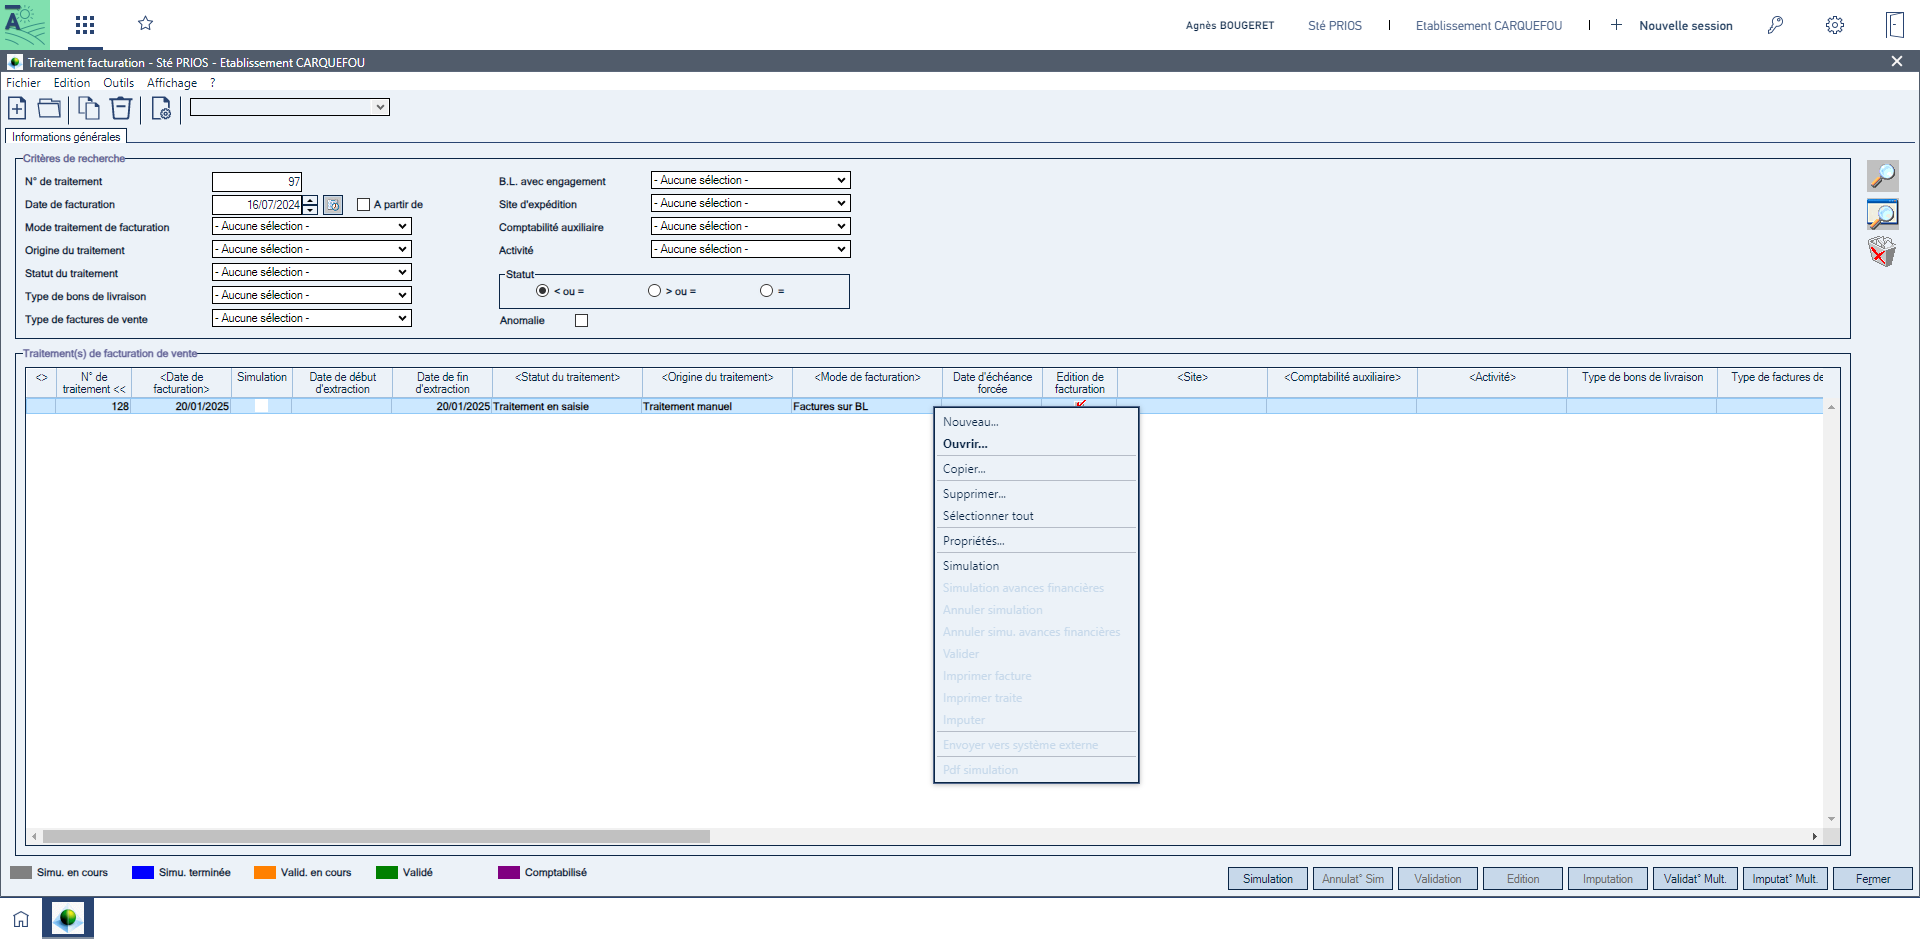 Agnès BOUGERET
Sté PRIOS
Etablissement CARQUEFOU
Nouvelle session
Traitement facturation - Sté PRIOS - Etablissement CARQUEFOU
Fichier Edition Outils Affichage ?
Informations générales
Critères de recherche
N° de traitement 97
B.L. avec engagement - Aucune sélection -
Date de facturation 16/07/2024 A partir de
Site d'expédition - Aucune sélection -
Mode traitement de facturation - Aucune sélection -
Comptabilité auxiliaire - Aucune sélection -
Origine du traitement - Aucune sélection -
Activité - Aucune sélection -
Statut du traitement - Aucune sélection -
Statut
Type de bons de livraison - Aucune sélection -
< ou = > ou = =
Type de factures de vente - Aucune sélection -
Anomalie
Traitement(s) de facturation de vente
<> N° de traitement << <Date de facturation> Simulation Date de début d'extraction Date de fin d'extraction <Statut du traitement> <Origine du traitement> <Mode de facturation> Date d'échéance forcée Edition de facturation <Site> <Comptabilité auxiliaire> <Activité> Type de bons de livraison Type de factures de
128 20/01/2025 20/01/2025 Traitement en saisie Traitement manuel Factures sur BL
Nouveau...
Ouvrir...
Copier...
Supprimer...
Sélectionner tout
Propriétés...
Simulation
Simulation avances financières
Annuler simulation
Annuler simu. avances financières
Valider
Imprimer facture
Imprimer traite
Imputer
Envoyer vers système externe
Pdf simulation
Simu. en cours Simu. terminée Valid. en cours Validé Comptabilisé
Simulation Annulat° Sim Validation Edition Imputation Validat° Mult. Imputat° Mult. Fermer